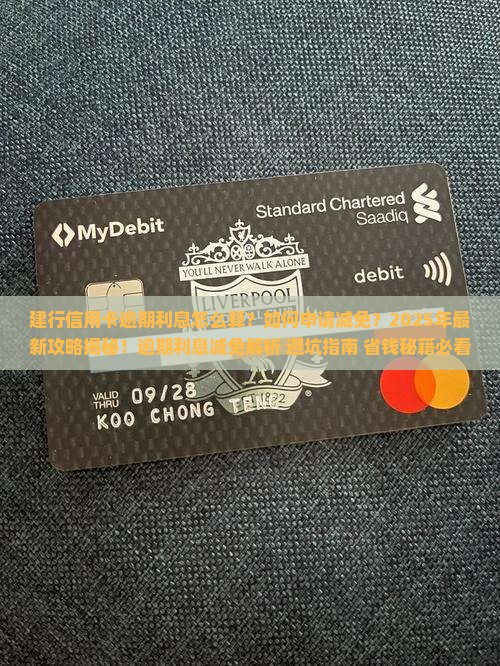 MyDebit
Standard Chartered
Saadiq
YOU'LL NEVER WALK ALONE
debit
LIVERPOOL
建行信用卡逾期利息怎么算？如何申请减免？2025年最
新攻略揭秘！逾期利息减免解析 避坑指南 省钱秘籍必看
VALID
THRU
09/28
KOO CHONG
1892